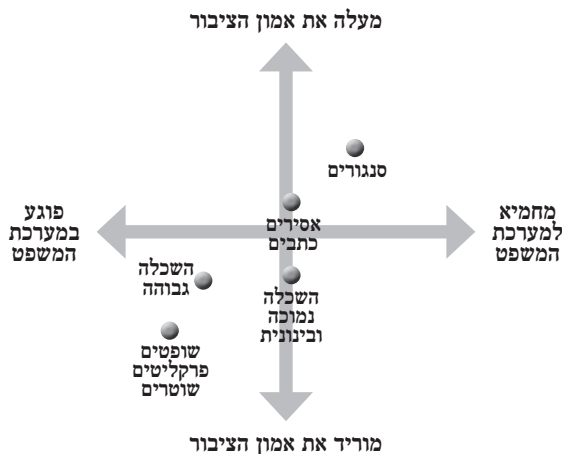 מעלה את אמון הציבור
סנגורים
מחמיא
למערכת
המשפט
אסירים
כתבים
פוגע
במערכת
המשפט
השכלה
גבוהה
השכלה
נמוכה
ובינונית
שופטים
פרקליטים
שוטרים
מוריד את אמון הציבור